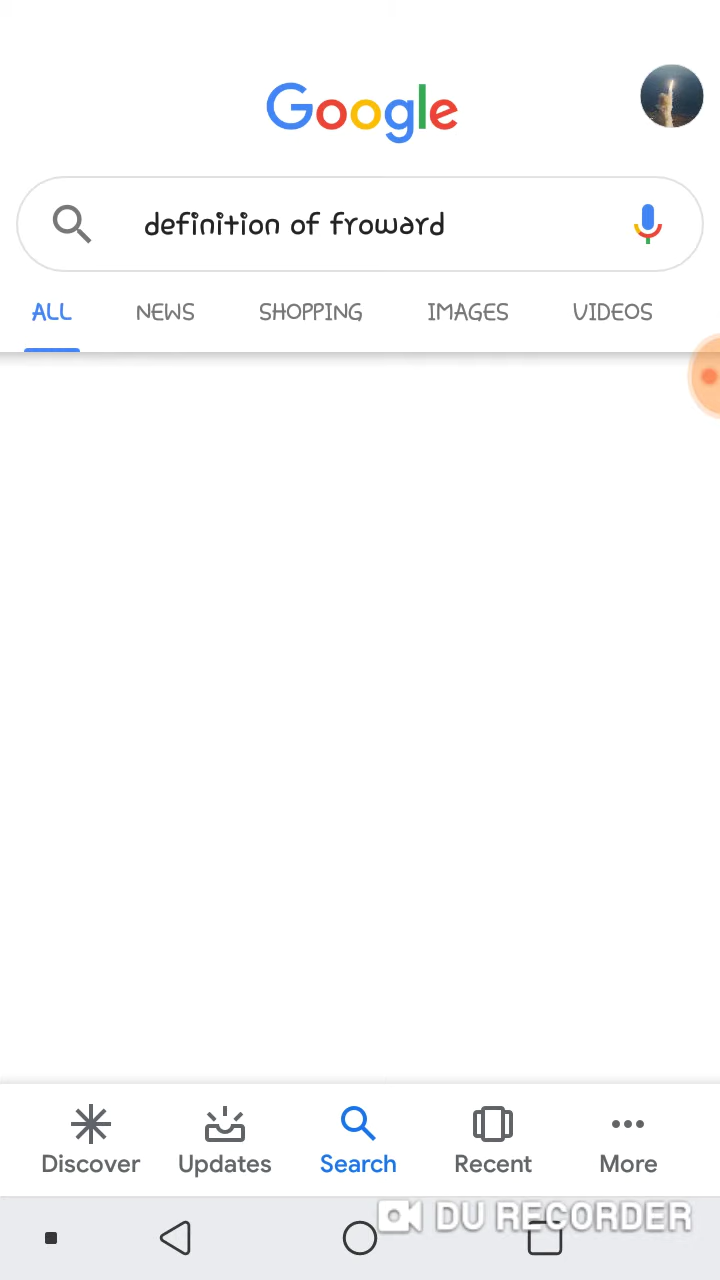 Google
definition of froward
ALL NEWS SHOPPING IMAGES VIDEOS
Discover Updates Search Recent More
DU RECORDER